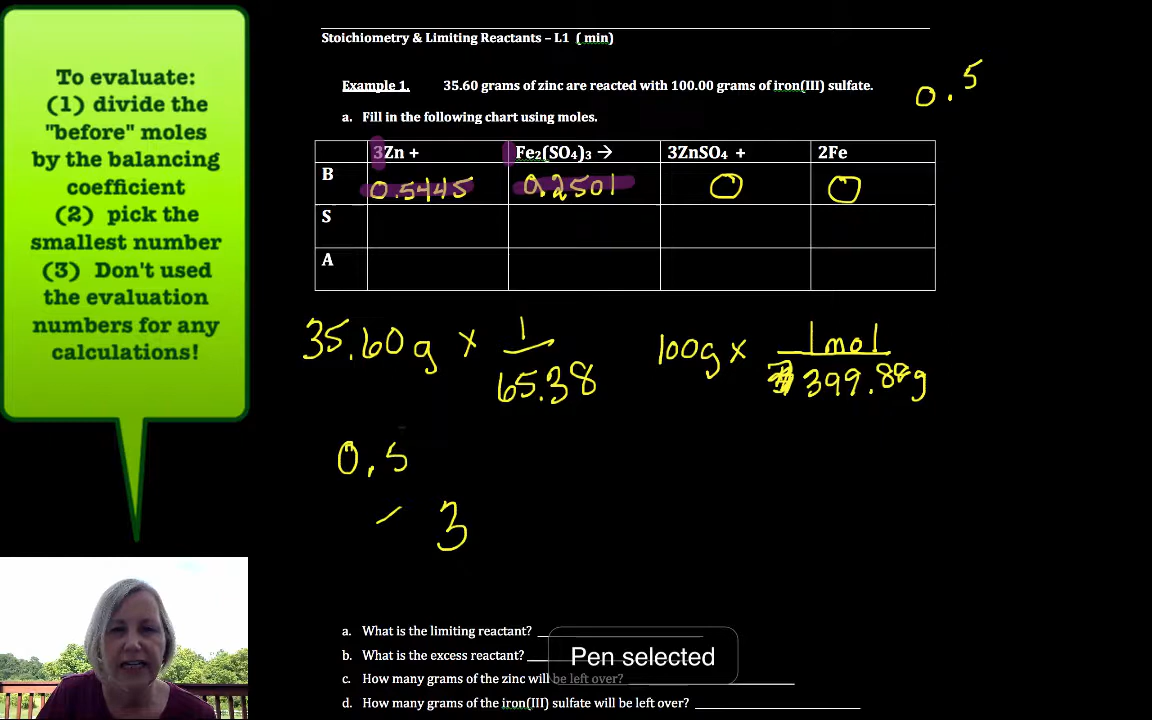 To evaluate:
(1) divide the
"before" moles
by the balancing
coefficient
(2) pick the
smallest number
(3) Don't used
the evaluation
numbers for any
calculations!
Stoichiometry & Limiting Reactants – L1 ( min)
Example 1. 35.60 grams of zinc are reacted with 100.00 grams of iron(III) sulfate.
0.5
a. Fill in the following chart using moles.
3Zn + Fe2(SO4)3 → 3ZnSO4 + 2Fe
B 0.5445 0.2501 0 0
S
A
35.60g x 1/65.38 100g x 1mol/399.88g
0.5
3
a. What is the limiting reactant?
b. What is the excess reactant?
Pen selected
c. How many grams of the zinc will be left over?
d. How many grams of the iron(III) sulfate will be left over?